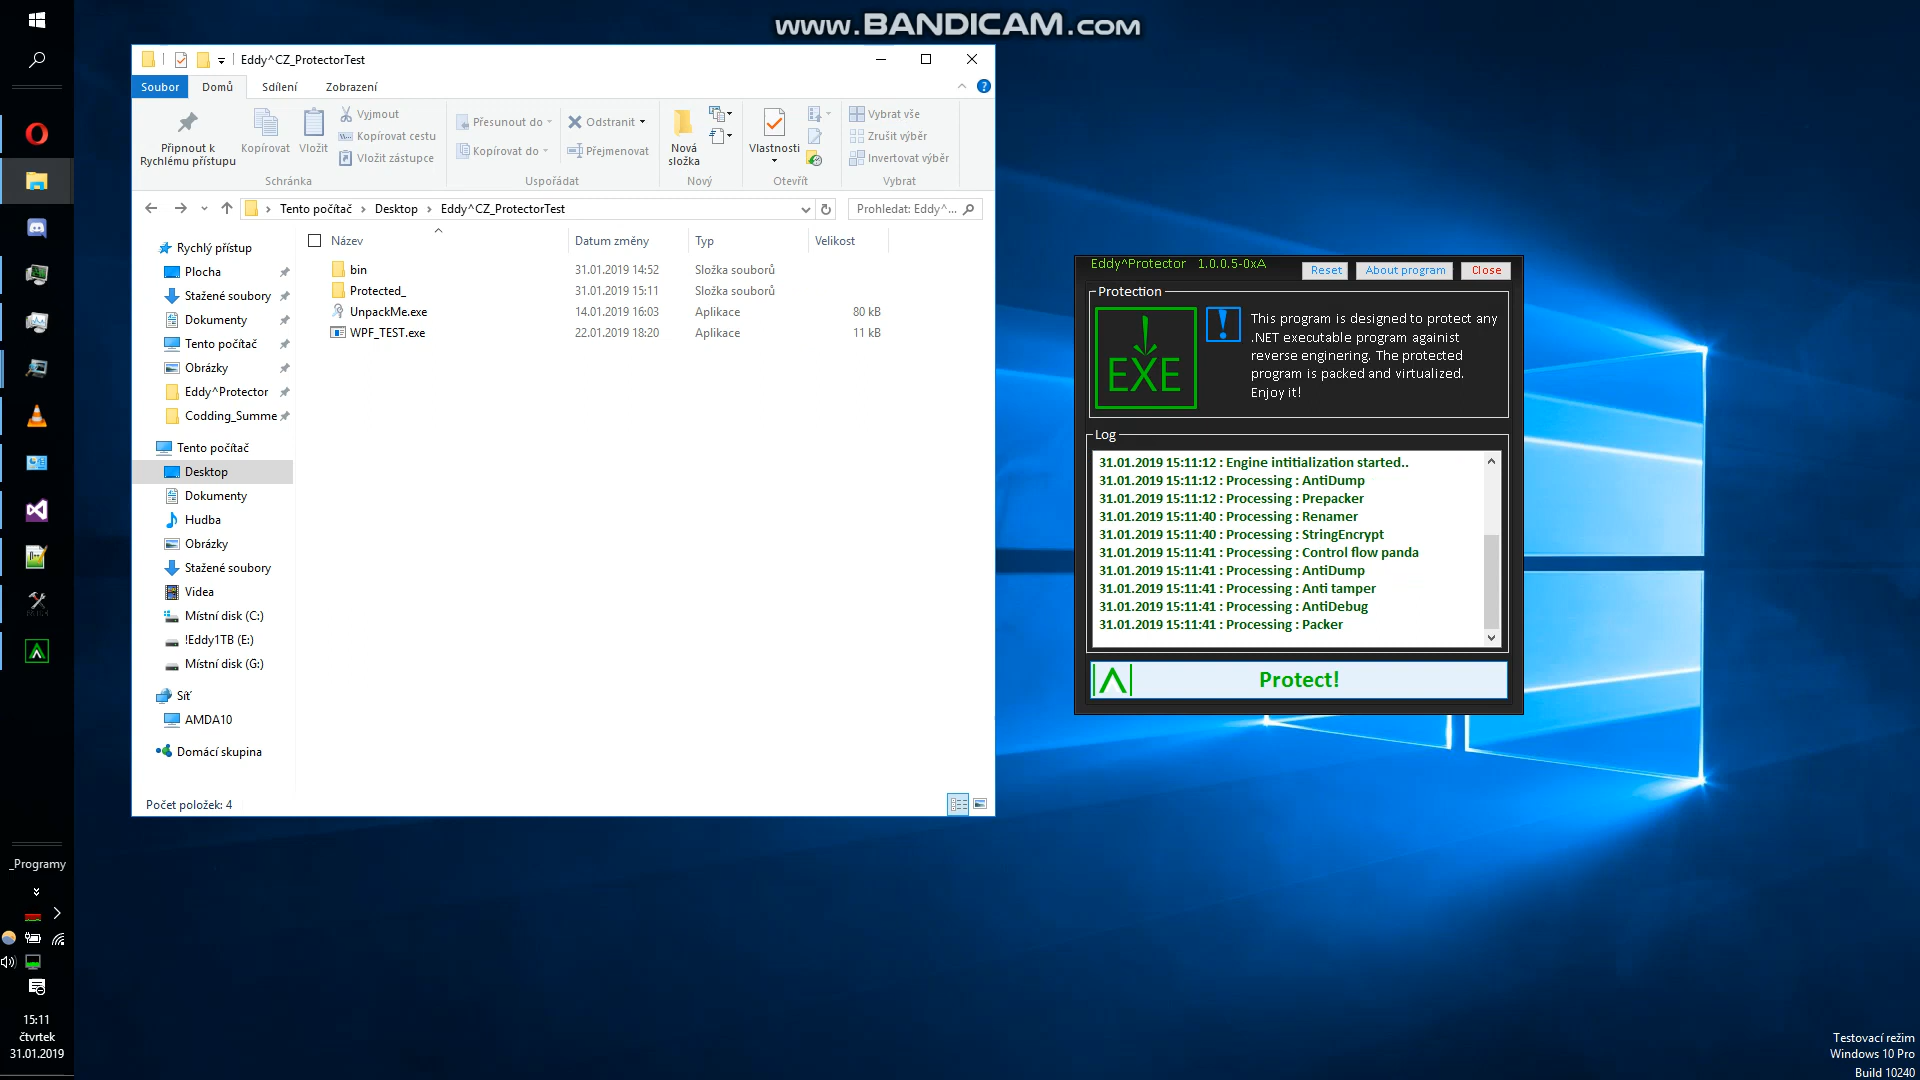 www.BANDICAM.com
Eddy^CZ_ProtectorTest
Soubor
Domů
Sdílení
Zobrazení
Připnout k
Rychlému přístupu
Kopírovat
Vložit
Vyjmout
Kopírovat cestu
Vložit zástupce
Schránka
Přesunout do
Kopírovat do
Odstranit
Přejmenovat
Uspořádat
Nová
složka
Nový
Vlastnosti
Otevřít
Vybrat vše
Zrušit výběr
Invertovat výběr
Vybrat
Tento počítač
Desktop
Eddy^CZ_ProtectorTest
Prohledat: Eddy^...
Název
Datum změny
Typ
Velikost
bin 31.01.2019 14:52 Složka souborů
Protected_ 31.01.2019 15:11 Složka souborů
UnpackMe.exe 14.01.2019 16:03 Aplikace 80 kB
WPF_TEST.exe 22.01.2019 18:20 Aplikace 11 kB
Rychlý přístup
Plocha
Stažené soubory
Dokumenty
Tento počítač
Obrázky
Eddy^Protector
Codding_Summe
Tento počítač
Desktop
Dokumenty
Hudba
Obrázky
Stažené soubory
Videa
Místní disk (C:)
!Eddy1TB (E:)
Místní disk (G:)
Síť
AMDA10
Domácí skupina
Počet položek: 4
Eddy^Protector 1.0.0.5-0xA
Reset
About program
Close
Protection
EXE
This program is designed to protect any
.NET executable program againist
reverse enginering. The protected
program is packed and virtualized.
Enjoy it!
Log
31.01.2019 15:11:12 : Engine intitialization started..
31.01.2019 15:11:12 : Processing : AntiDump
31.01.2019 15:11:12 : Processing : Prepacker
31.01.2019 15:11:40 : Processing : Renamer
31.01.2019 15:11:40 : Processing : StringEncrypt
31.01.2019 15:11:41 : Processing : Control flow panda
31.01.2019 15:11:41 : Processing : AntiDump
31.01.2019 15:11:41 : Processing : Anti tamper
31.01.2019 15:11:41 : Processing : AntiDebug
31.01.2019 15:11:41 : Processing : Packer
Protect!
_Programy
15:11
čtvrtek
31.01.2019
Testovací režim
Windows 10 Pro
Build 10240